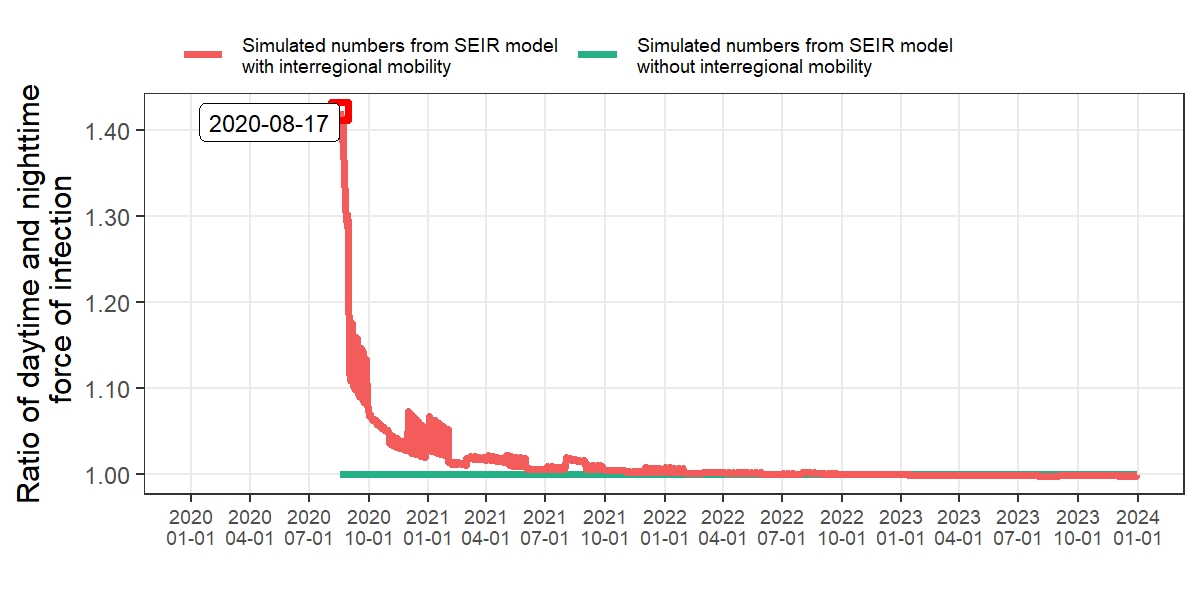 Simulated numbers from SEIR model
with interregional mobility
Simulated numbers from SEIR model
without interregional mobility
Ratio of daytime and nighttime
force of infection
2020-08-17
1.40
1.30
1.20
1.10
1.00
2020 2020 2020 2020 2021 2021 2021 2021 2022 2022 2022 2022 2023 2023 2023 2023 2024
01-01 04-01 07-01 10-01 01-01 04-01 07-01 10-01 01-01 04-01 07-01 10-01 01-01 04-01 07-01 10-01 01-01